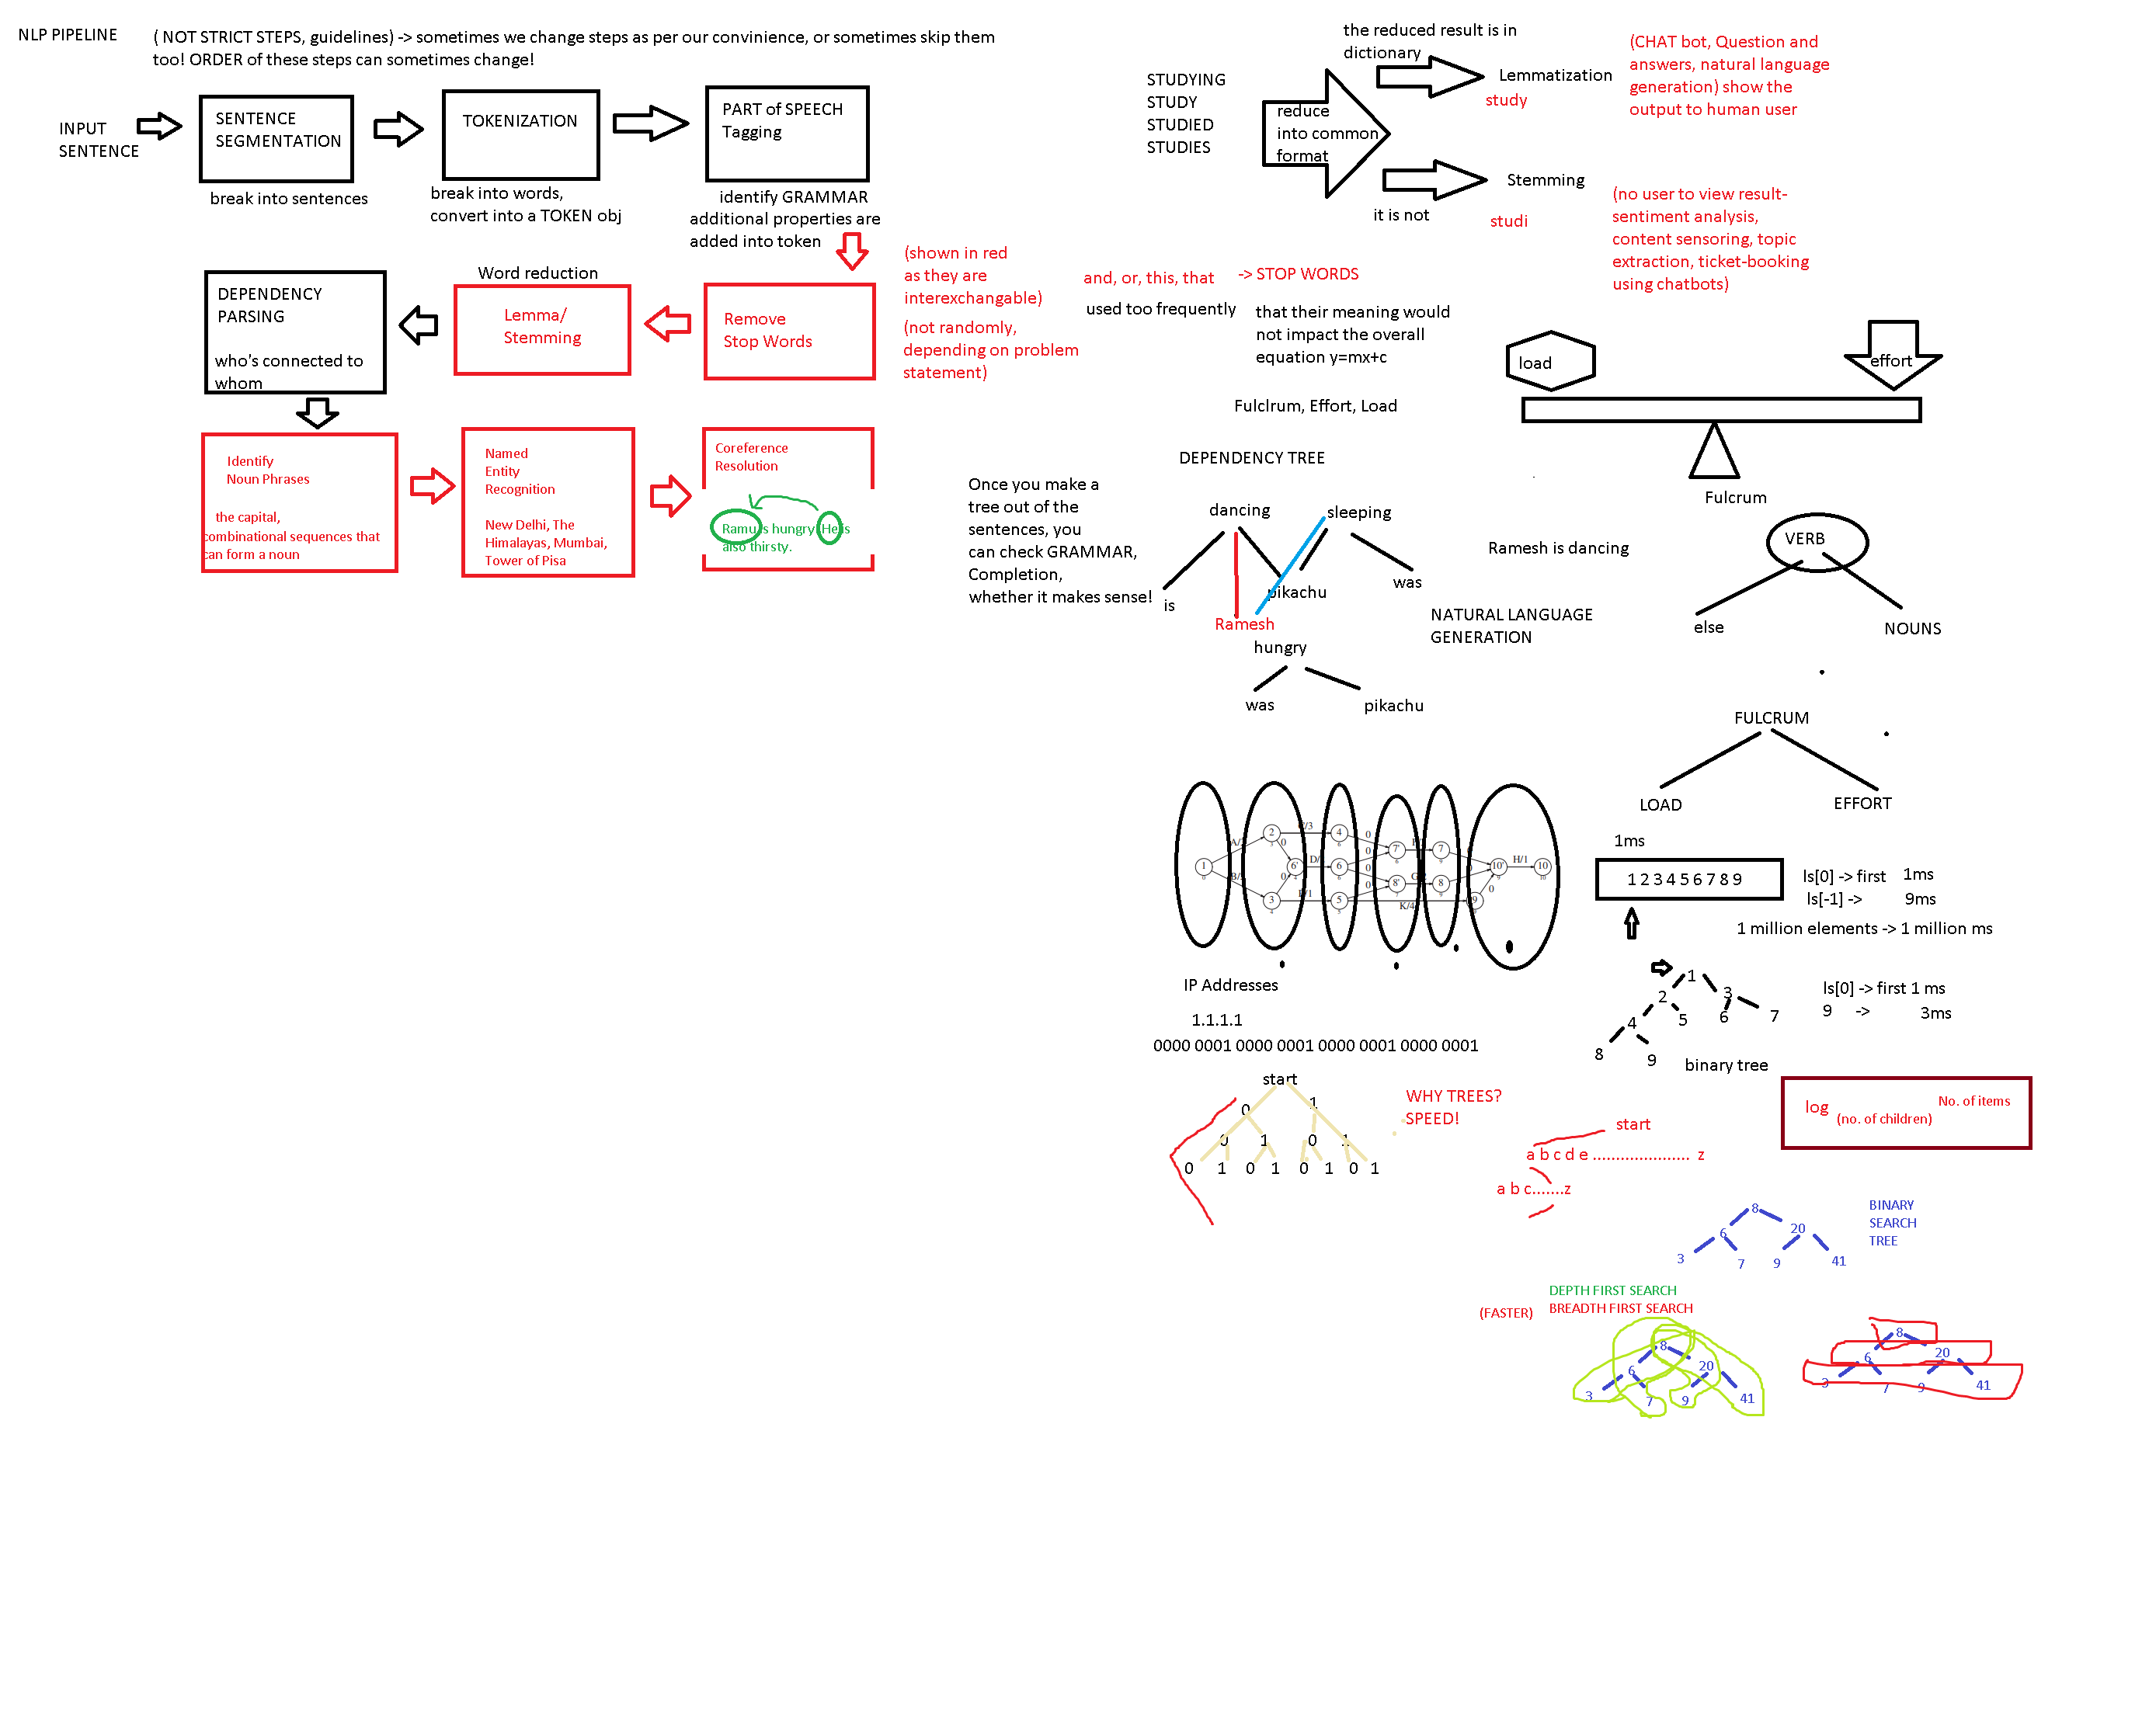 NLP PIPELINE
( NOT STRICT STEPS, guidelines) -> sometimes we change steps as per our convinience, or sometimes skip them
too! ORDER of these steps can sometimes change!
INPUT
SENTENCE
SENTENCE
SEGMENTATION
break into sentences
TOKENIZATION
break into words,
convert into a TOKEN obj
PART of SPEECH
Tagging
identify GRAMMAR
additional properties are
added into token
(shown in red
as they are
interexchangable)
(not randomly,
depending on problem
statement)
Remove
Stop Words
Word reduction
Lemma/
Stemming
DEPENDENCY
PARSING
who's connected to
whom
Identify
Noun Phrases
the capital,
combinational sequences that
can form a noun
Named
Entity
Recognition
New Delhi, The
Himalayas, Mumbai,
Tower of Pisa
Coreference
Resolution
Ramu is hungry. He is
also thirsty.
STUDYING
STUDY
STUDIED
STUDIES
reduce
into common
format
the reduced result is in
dictionary
Lemmatization
study
(CHAT bot, Question and
answers, natural language
generation) show the
output to human user
Stemming
it is not
studi
(no user to view result-
sentiment analysis,
content sensoring, topic
extraction, ticket-booking
using chatbots)
and, or, this, that
-> STOP WORDS
used too frequently
that their meaning would
not impact the overall
equation y=mx+c
Fulclrum, Effort, Load
load
effort
Fulcrum
DEPENDENCY TREE
Once you make a
tree out of the
sentences, you
can check GRAMMAR,
Completion,
whether it makes sense!
dancing
sleeping
is
pikachu
was
Ramesh
hungry
was
pikachu
Ramesh is dancing
VERB
else
NOUNS
NATURAL LANGUAGE
GENERATION
FULCRUM
LOAD
EFFORT
1 2 3 4 5 6 7 8 9
1ms
ls[0] -> first 1ms
ls[-1] -> 9ms
1 million elements -> 1 million ms
1
2 3
4 5 6 7
8 9
binary tree
ls[0] -> first 1 ms
9 -> 3ms
log (no. of children) No. of items
1 2 3 6' 4 6 5 7' 8' 7 8 10' 9 10
H/1
K/4
IP Addresses
1.1.1.1
0000 0001 0000 0001 0000 0001 0000 0001
start
0 1
0 1 0 1
0 1 0 1 0 1 0 1
WHY TREES?
SPEED!
start
a b c d e ..................... z
a b c.......z
8
6 20
3 7 9 41
BINARY
SEARCH
TREE
DEPTH FIRST SEARCH
(FASTER) BREADTH FIRST SEARCH
8
6 20
3 7 9 41
8
6 20
3 7 9 41